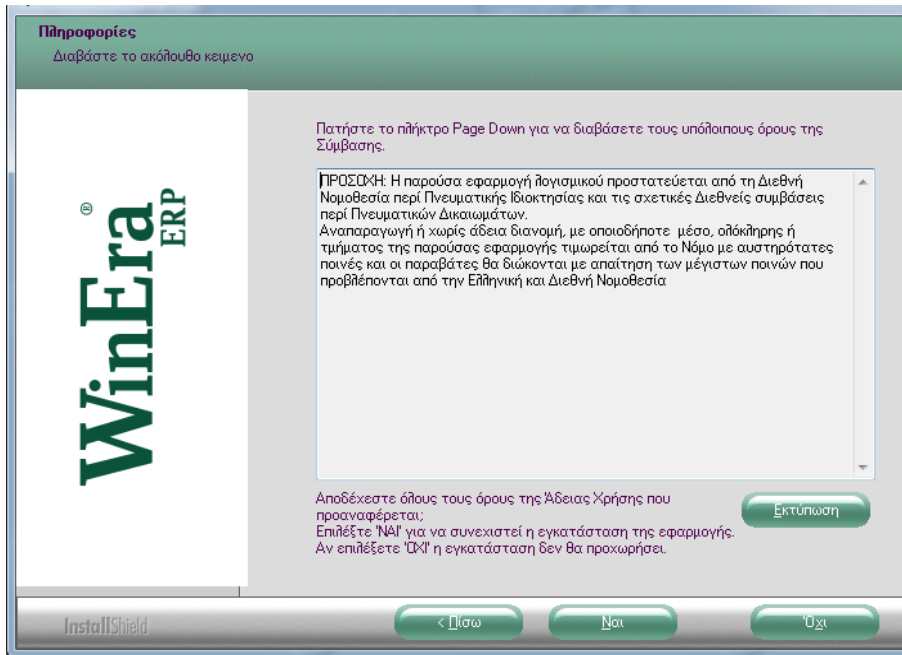 Πληροφορίες
Διαβάστε το ακόλουθο κειμενο
Πατήστε το πλήκτρο Page Down για να διαβάσετε τους υπόλοιπους όρους της
Σύμβασης.
ΠΡΟΣΟΧΗ: Η παρούσα εφαρμογή λογισμικού προστατεύεται από τη Διεθνή
Νομοθεσία περί Πνευματικής Ιδιοκτησίας και τις σχετικές Διεθνείς συμβάσεις
περί Πνευματικών Δικαιωμάτων.
Αναπαραγωγή ή χωρίς άδεια διανομή, με οποιοδήποτε μέσο, ολόκληρης ή
τμήματος της παρούσας εφαρμογής τιμωρείται από το Νόμο με αυστηρότατες
ποινές και οι παραβάτες θα διώκονται με απαίτηση των μέγιστων ποινών που
προβλέπονται από την Ελληνική και Διεθνή Νομοθεσία
WinEra® ERP
Αποδέχεστε όλους τους όρους της Άδειας Χρήσης που
προαναφέρεται;
Επιλέξτε 'ΝΑΙ' για να συνεχιστεί η εγκατάσταση της εφαρμογής.
Αν επιλέξετε 'ΌΧΙ' η εγκατάσταση δεν θα προχωρήσει.
Εκτύπωση
InstallShield
< Πίσω
Ναι
Όχι